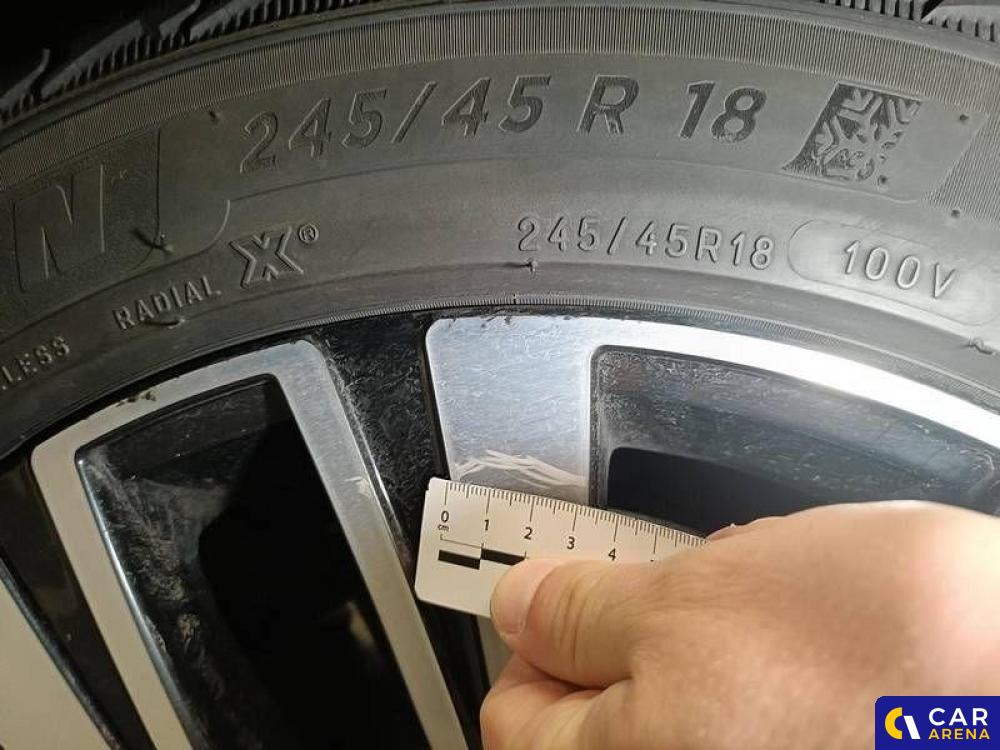 245/45 R 18
N
245/45R18 100V
LESS RADIAL X®
0 1 2 3 4
cm
CAR
ARENA